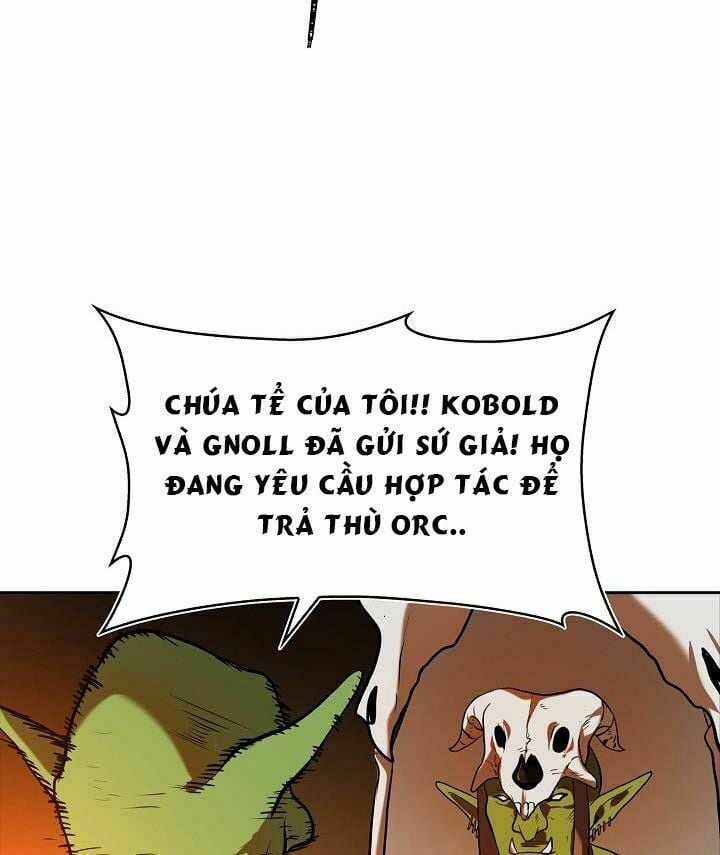 CHÚA TỂ CỦA TÔI!! KOBOLD
VÀ GNOLL ĐÃ GỬI SỨ GIẢ! HỌ
ĐANG YÊU CẦU HỢP TÁC ĐỂ
TRẢ THÙ ORC..